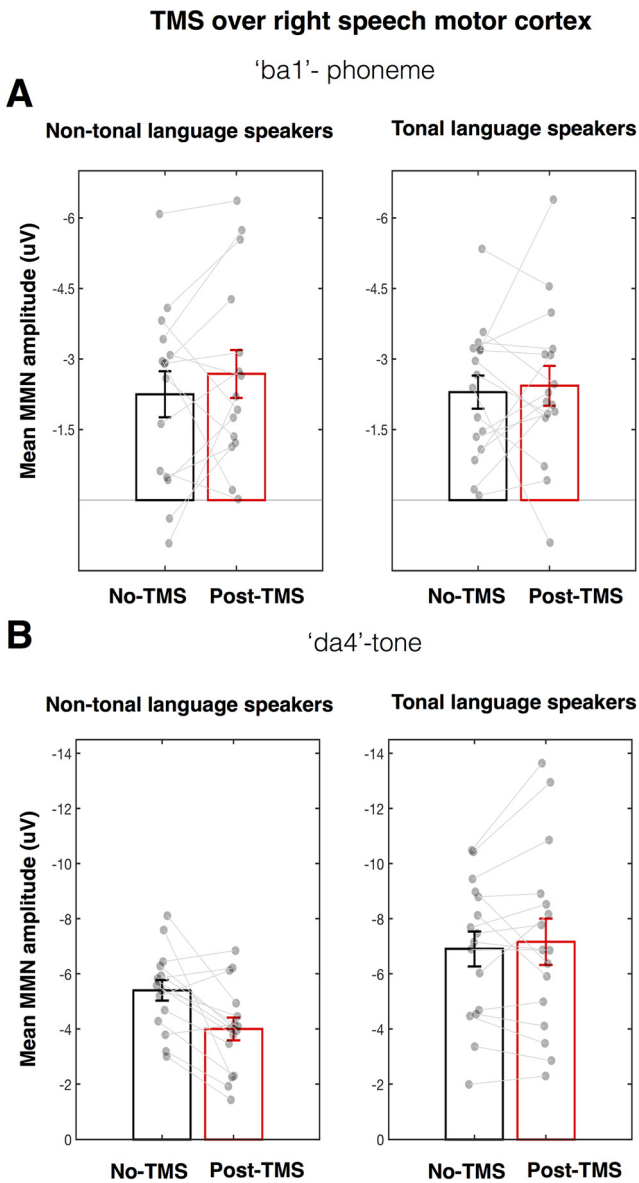 TMS over right speech motor cortex
‘ba1’- phoneme
A
Non-tonal language speakers
Tonal language speakers
Mean MMN amplitude (uV)
-6
-4.5
-3
-1.5
-6
-4.5
-3
-1.5
No-TMS Post-TMS
No-TMS Post-TMS
B
‘da4’-tone
Non-tonal language speakers
Tonal language speakers
Mean MMN amplitude (uV)
-14
-12
-10
-8
-6
-4
-2
0
-14
-12
-10
-8
-6
-4
-2
0
No-TMS Post-TMS
No-TMS Post-TMS